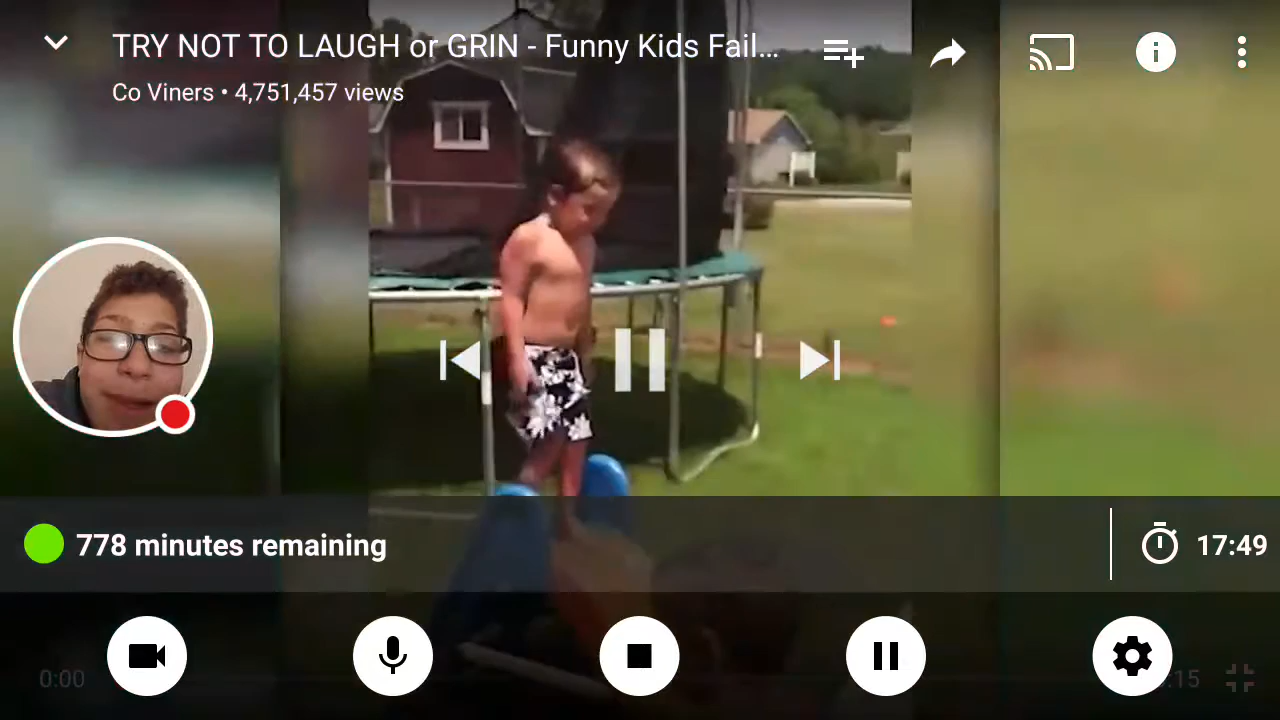 TRY NOT TO LAUGH or GRIN - Funny Kids Fail...
Co Viners • 4,751,457 views
778 minutes remaining
17:49
0:00
:15